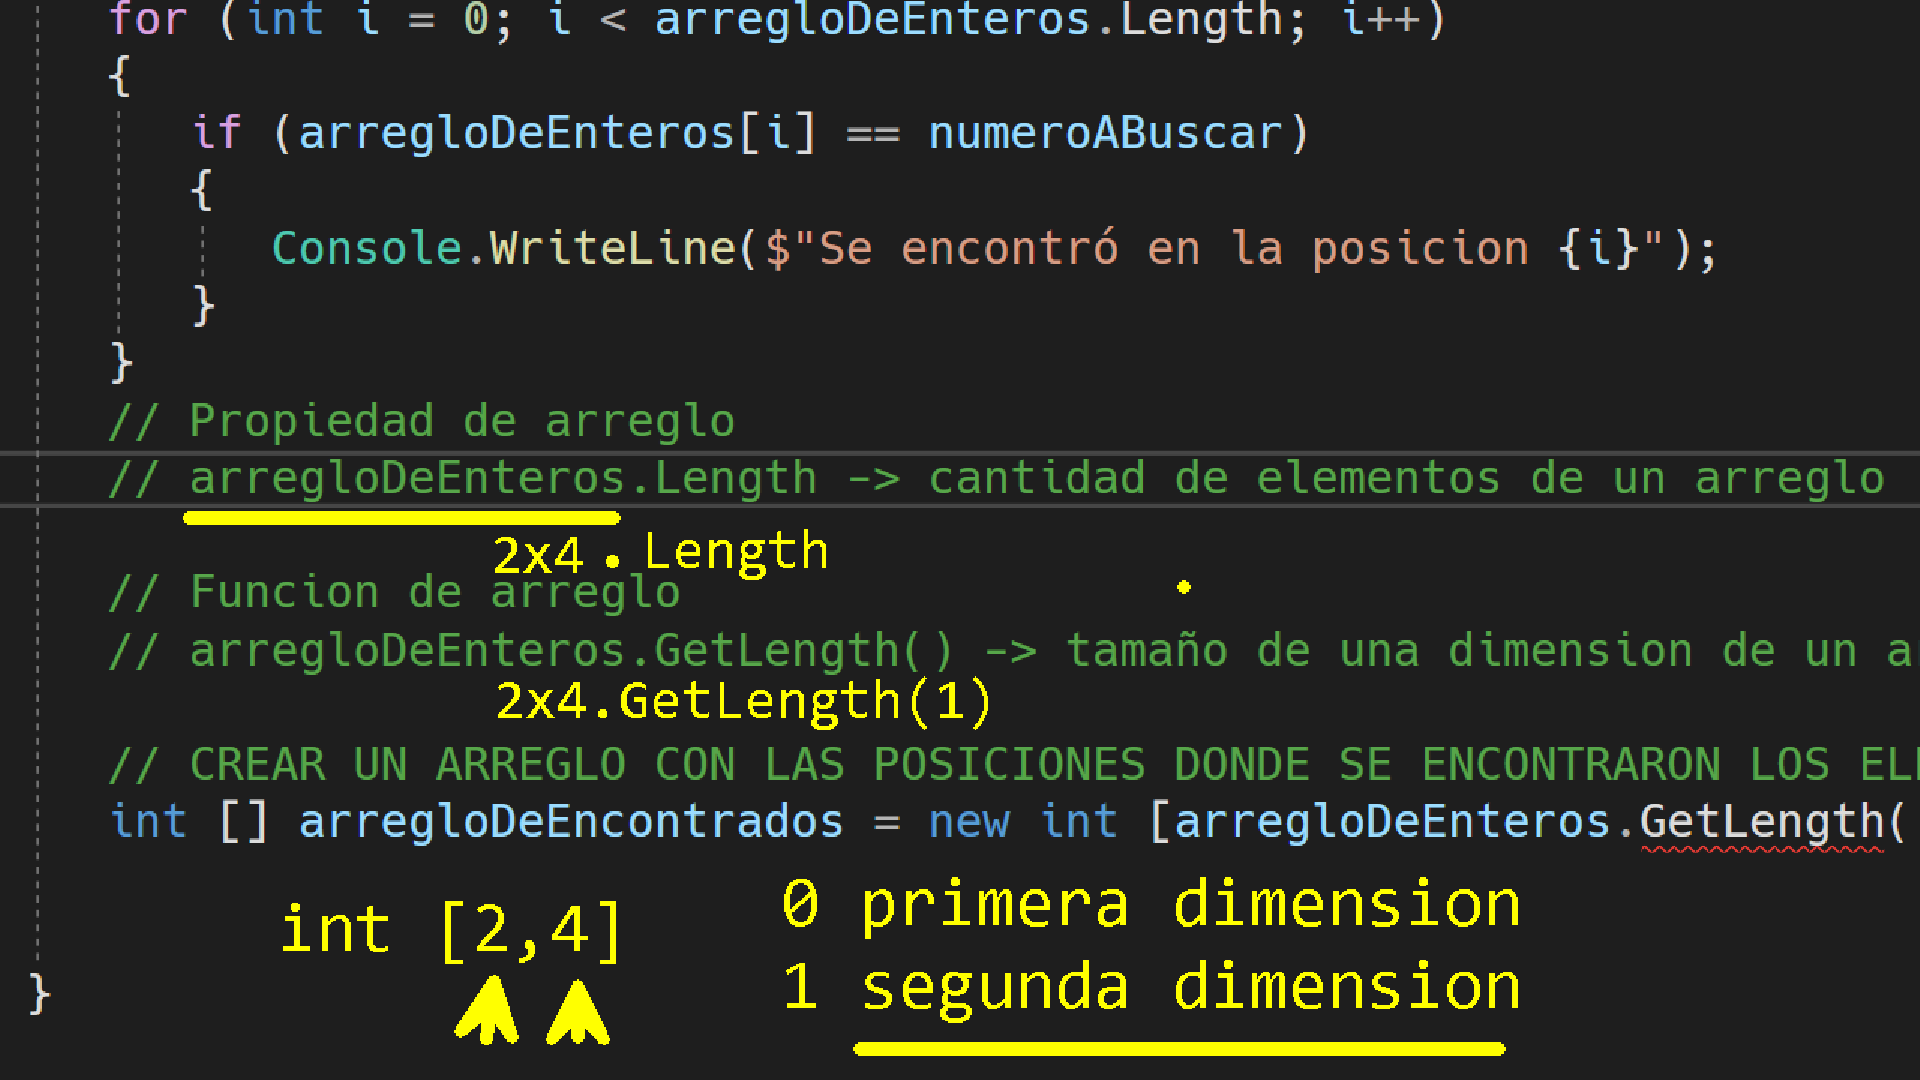 for (int i = 0; i < arregloDeEnteros.Length; i++)
{
if (arregloDeEnteros[i] == numeroABuscar)
{
Console.WriteLine($"Se encontró en la posicion {i}");
}
}
// Propiedad de arreglo
// arregloDeEnteros.Length -> cantidad de elementos de un arreglo
2x4 . Length
// Funcion de arreglo
// arregloDeEnteros.GetLength() -> tamaño de una dimension de un a
2x4.GetLength(1)
// CREAR UN ARREGLO CON LAS POSICIONES DONDE SE ENCONTRARON LOS ELE
int [] arregloDeEncontrados = new int [arregloDeEnteros.GetLength(
int [2,4]
0 primera dimension
1 segunda dimension
}